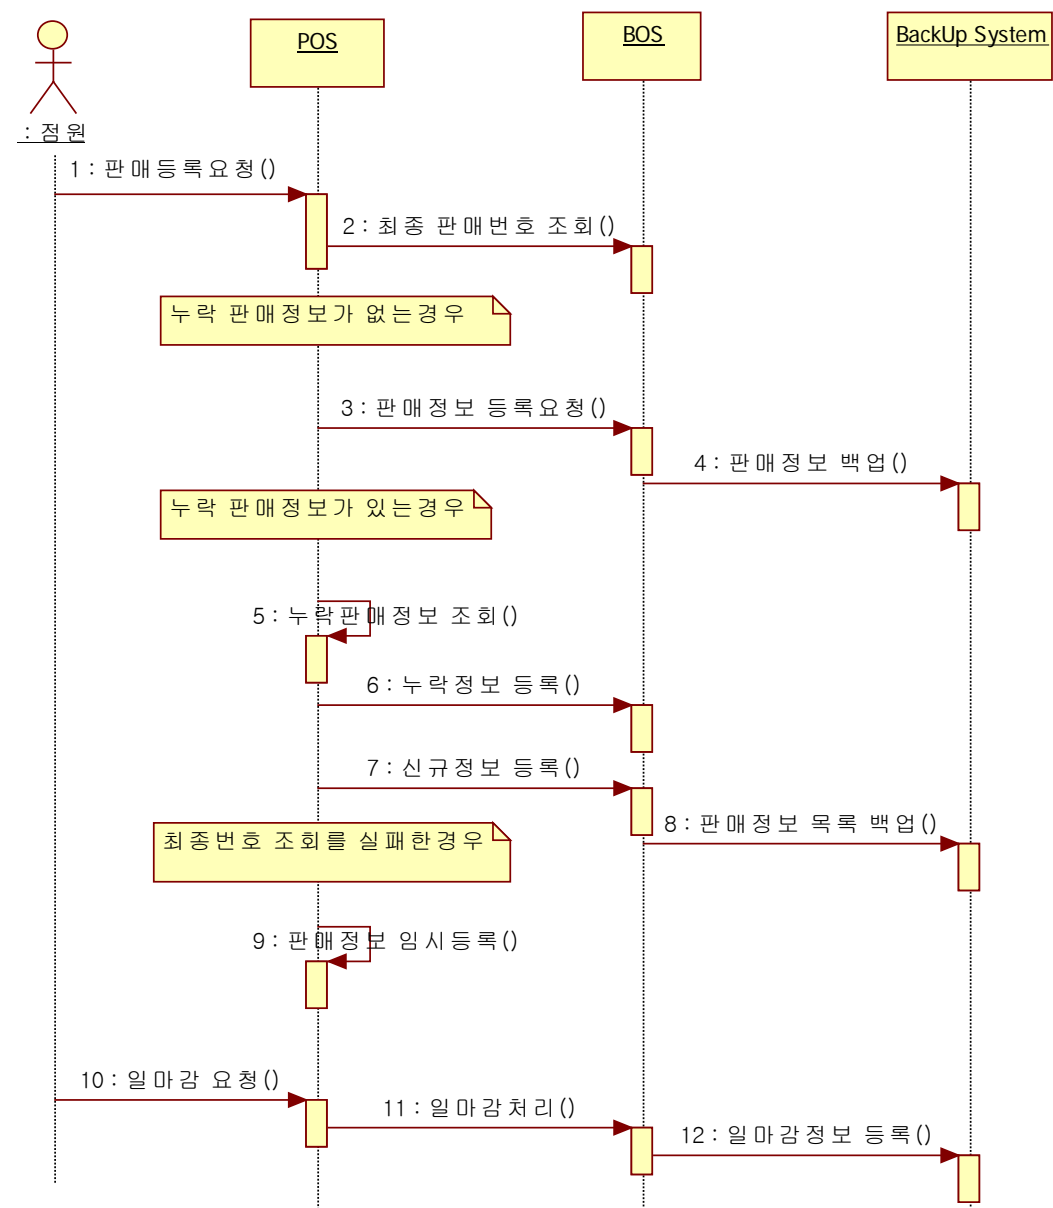 POS
BOS
BackUp System
: 점원
1 : 판매등록요청()
2 : 최종 판매번호 조회()
누락 판매정보가 없는경우
3 : 판매정보 등록요청()
4 : 판매정보 백업()
누락 판매정보가 있는경우
5 : 누락판매정보 조회()
6 : 누락정보 등록()
7 : 신규정보 등록()
8 : 판매정보 목록 백업()
최종번호 조회를 실패한경우
9 : 판매정보 임시등록()
10 : 일마감 요청()
11 : 일마감처리()
12 : 일마감정보 등록()